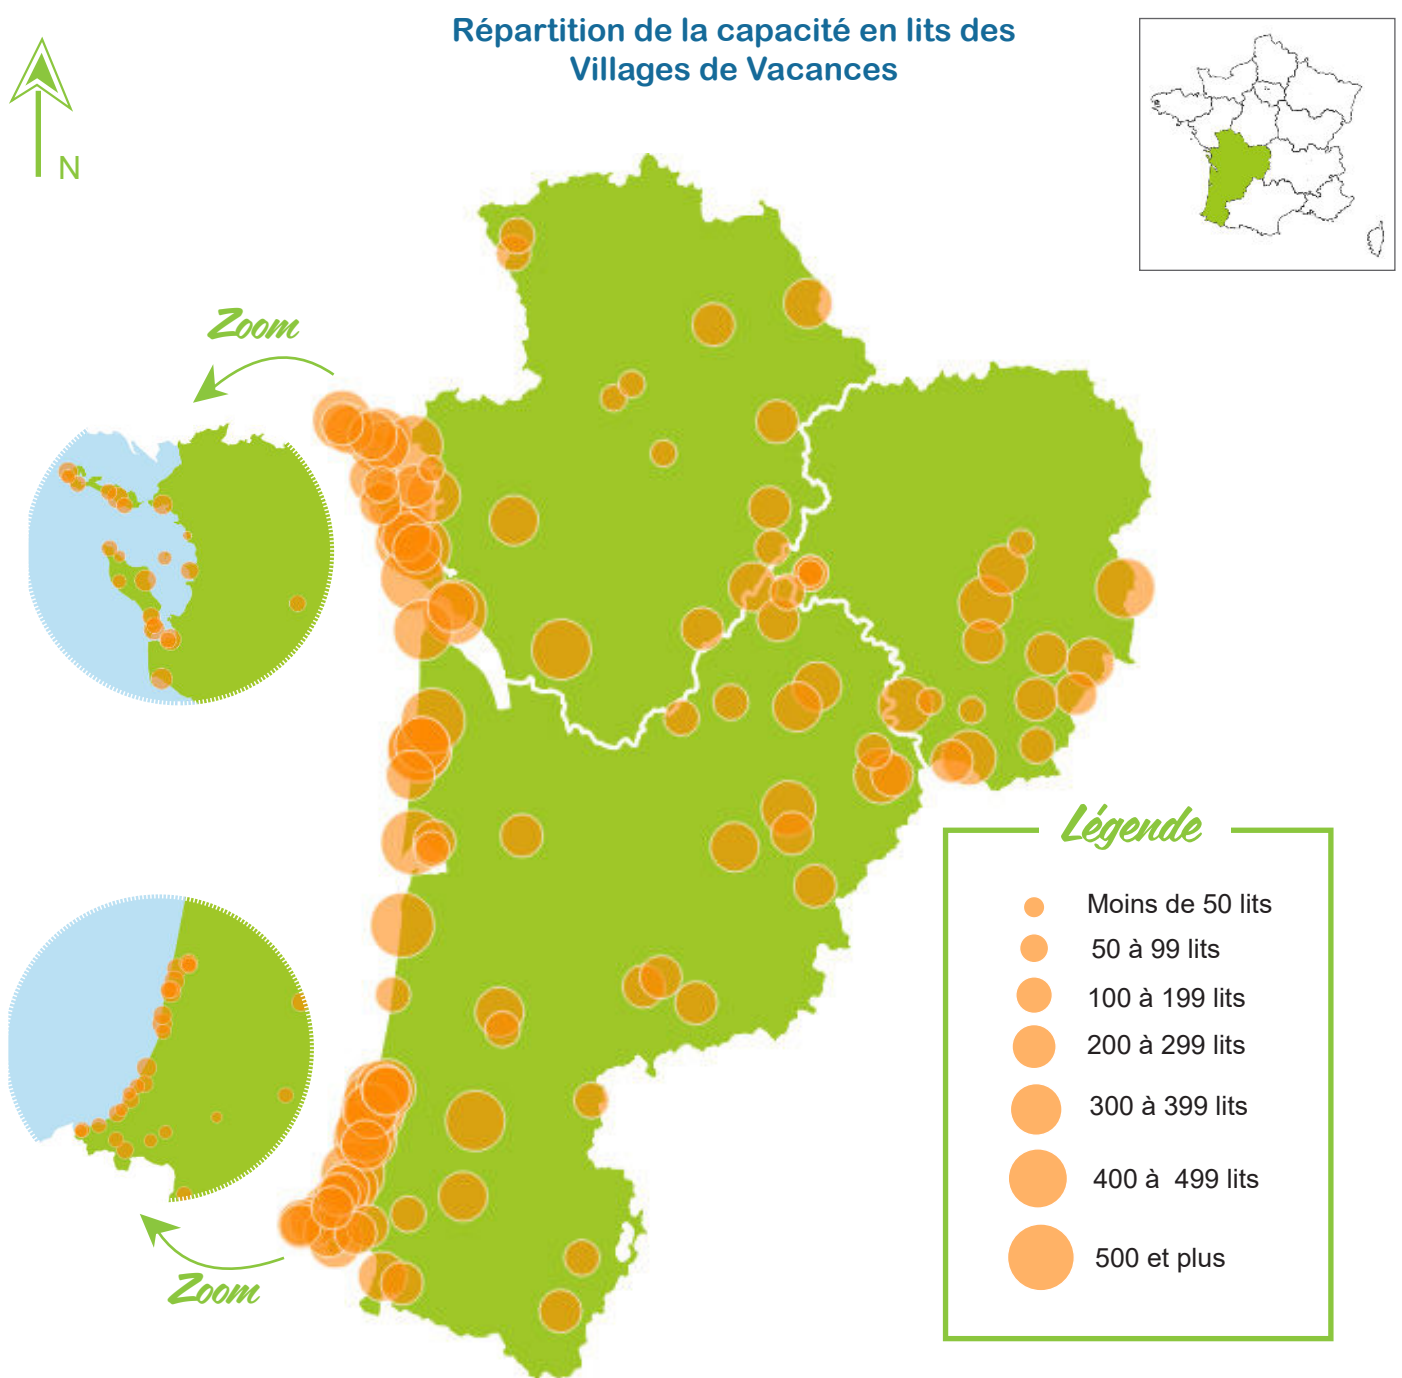 Répartition de la capacité en lits des
Villages de Vacances
N
Zoom
Zoom
Légende
Moins de 50 lits
50 à 99 lits
100 à 199 lits
200 à 299 lits
300 à 399 lits
400 à 499 lits
500 et plus